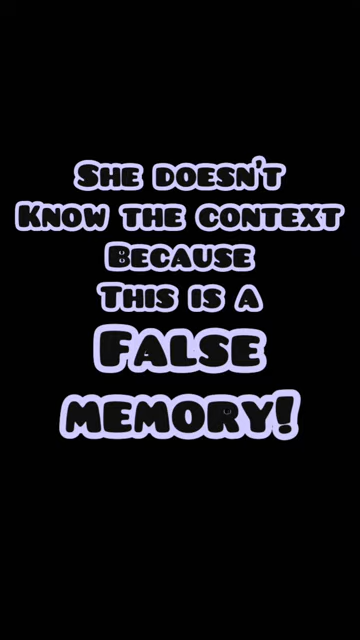 She doesn't
Know the context
Because
This is a
False
memory!